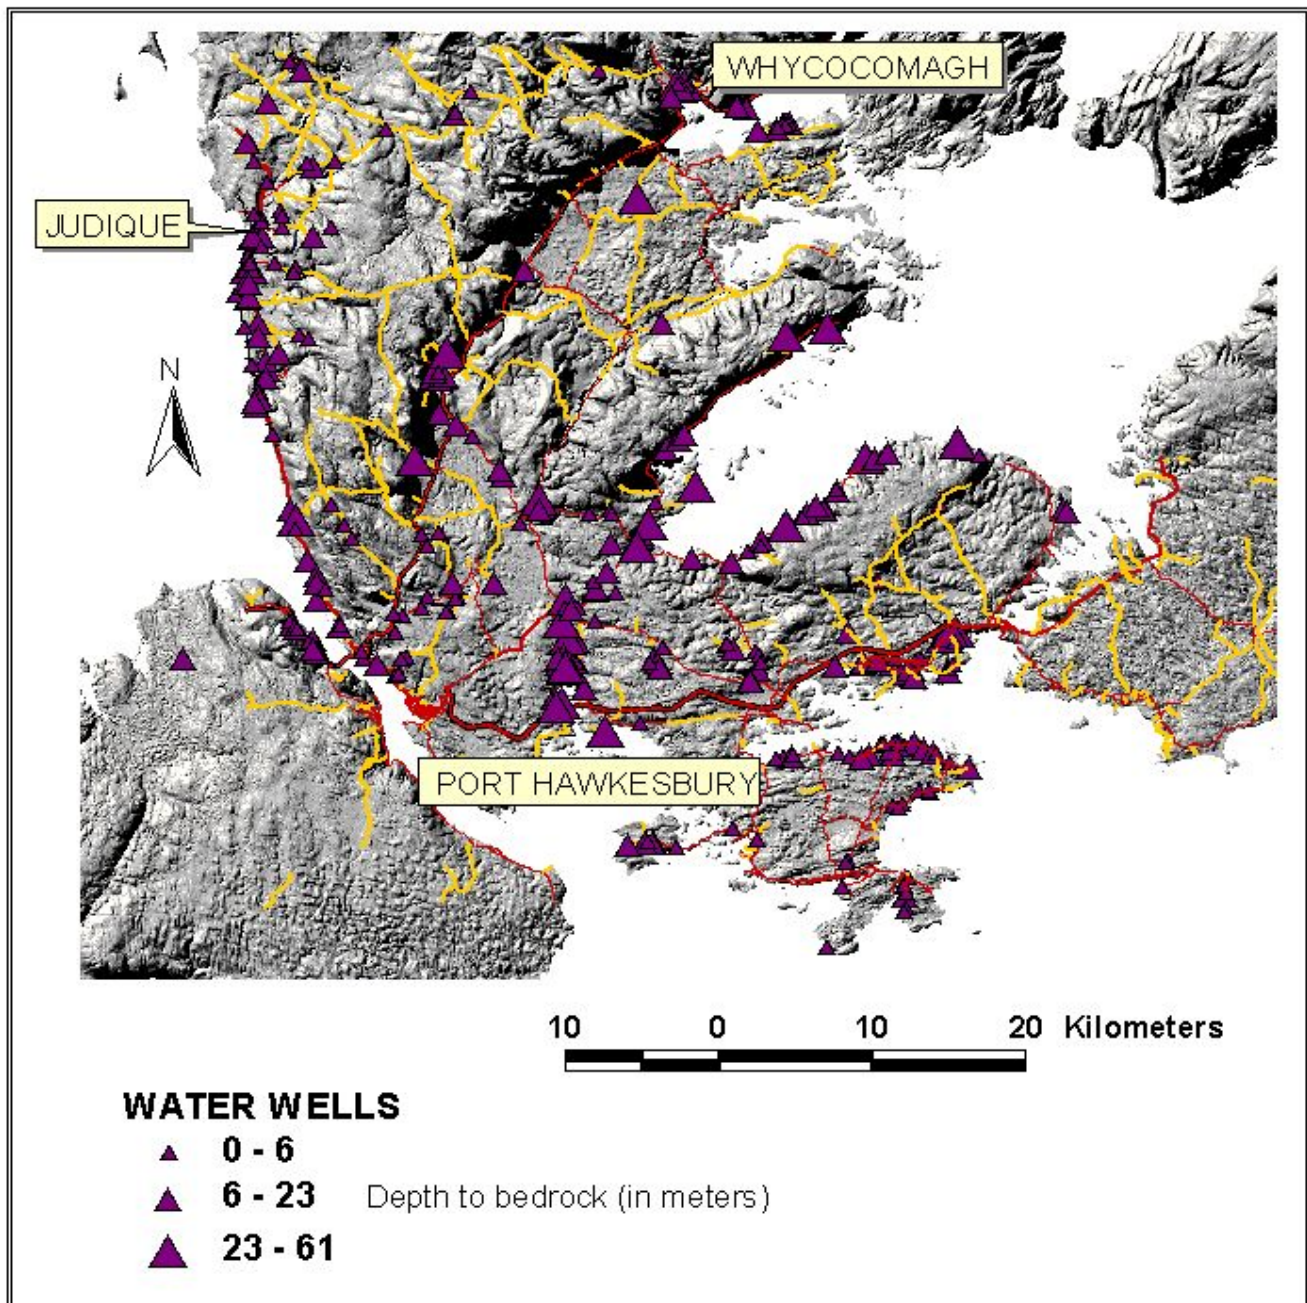 WHYCOCOMAGH
JUDIQUE
N
PORT HAWKESBURY
10 0 10 20 Kilometers
WATER WELLS
0 - 6
6 - 23 Depth to bedrock (in meters)
23 - 61